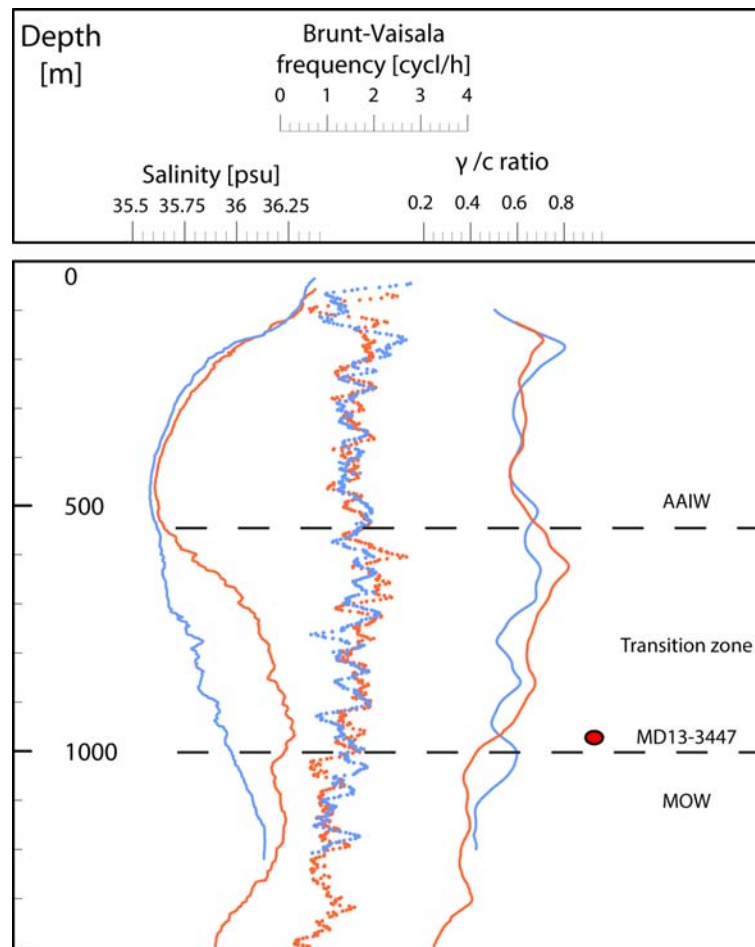 Depth
[m]
Brunt-Vaisala
frequency [cycl/h]
0 1 2 3 4
Salinity [psu]
35.5 35.75 36 36.25
γ /c ratio
0.2 0.4 0.6 0.8
0
500
AAIW
Transition zone
MD13-3447
1000
MOW